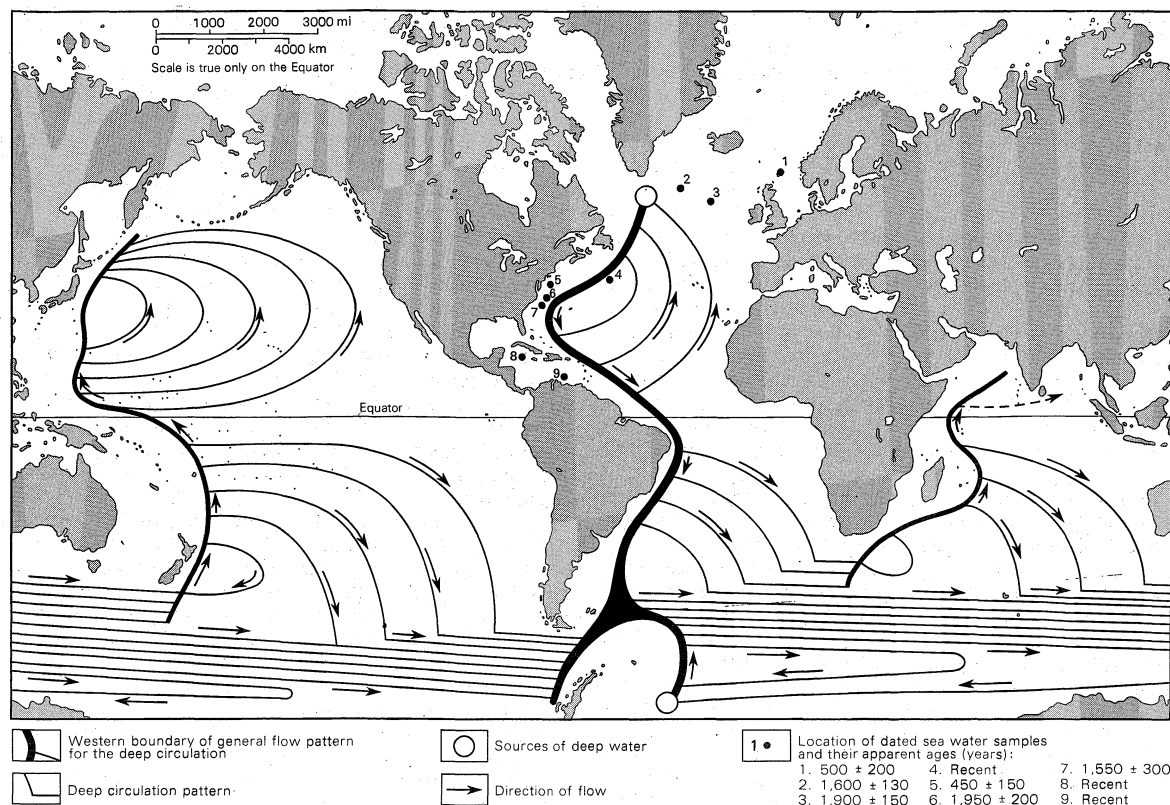 0 1000 2000 3000 mi
0 2000 4000 km
Scale is true only on the Equator
1
2
3
4
5
6
7
8
9
Equator
Western boundary of general flow pattern
for the deep circulation
Deep circulation pattern
Sources of deep water
Direction of flow
1 Location of dated sea water samples
and their apparent ages (years):
1. 500 ± 200 4. Recent 7. 1,550 ± 300
2. 1,600 ± 130 5. 450 ± 150 8. Recent
3. 1,900 ± 150 6. 1,950 ± 200 9. Recent